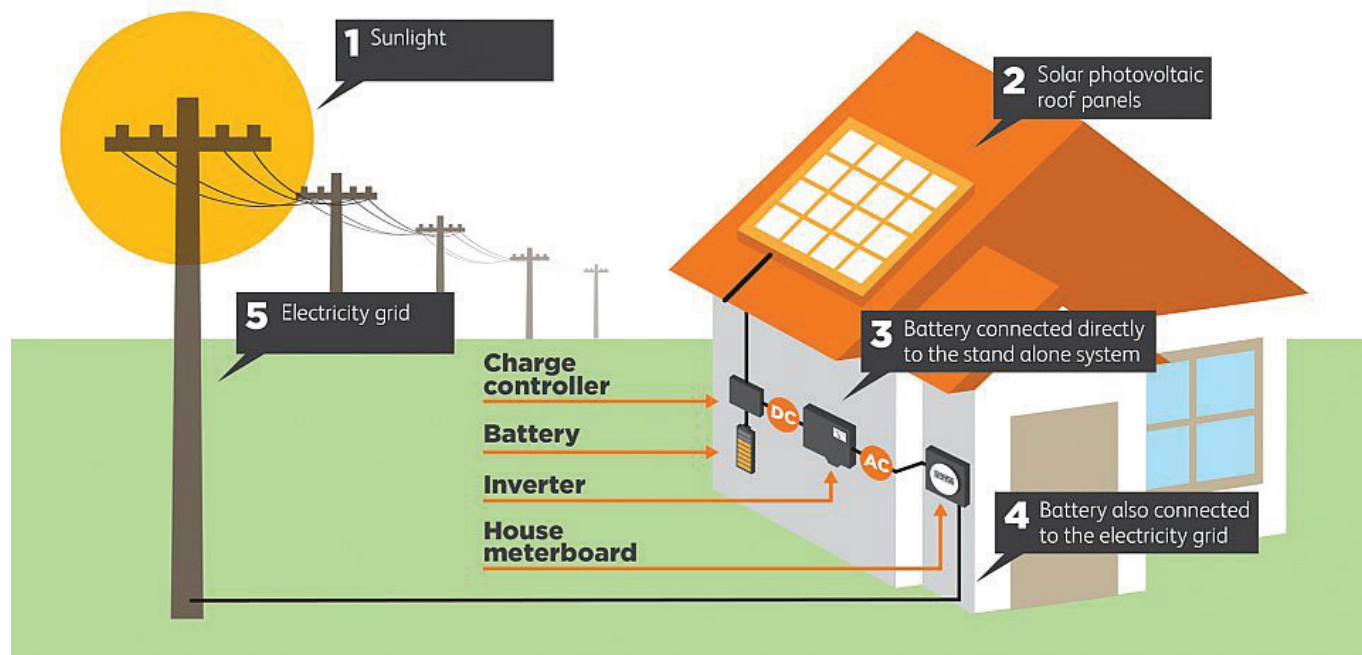 1 Sunlight
2 Solar photovoltaic
roof panels
5 Electricity grid
3 Battery connected directly
to the stand alone system
Charge
controller
DC
Battery
AC
Inverter
4 Battery also connected
to the electricity grid
House
meterboard